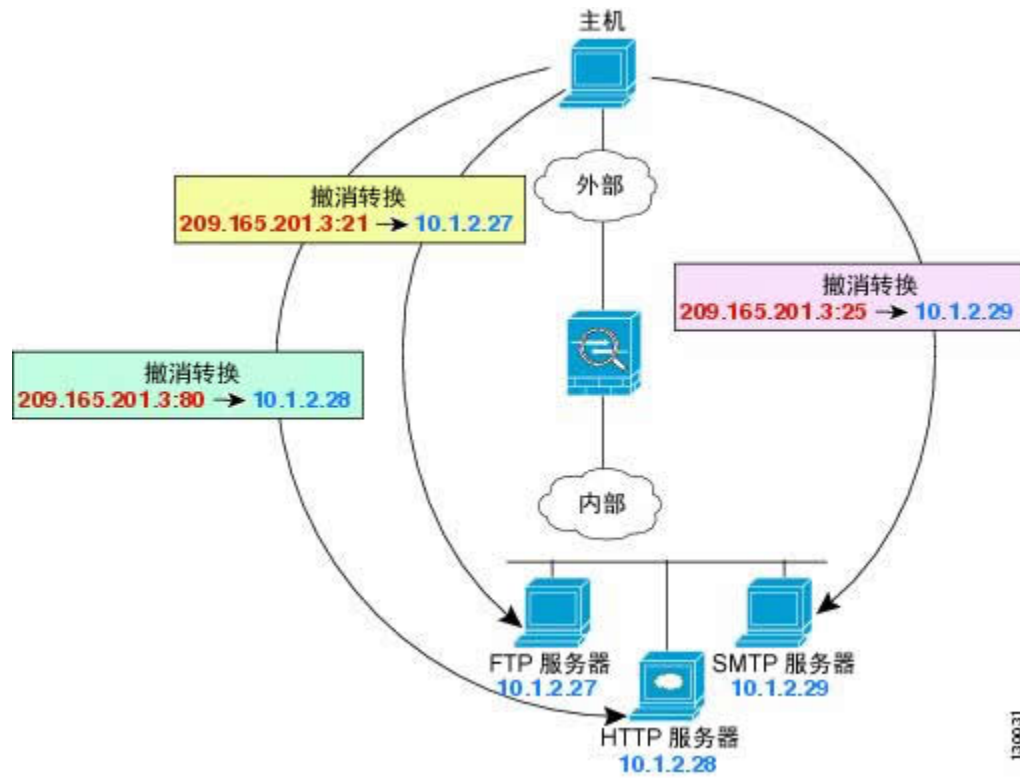 主机
外部
撤消转换
209.165.201.3:21 → 10.1.2.27
撤消转换
209.165.201.3:25 → 10.1.2.29
撤消转换
209.165.201.3:80 → 10.1.2.28
内部
FTP 服务器
10.1.2.27
SMTP 服务器
10.1.2.29
HTTP 服务器
10.1.2.28
130031